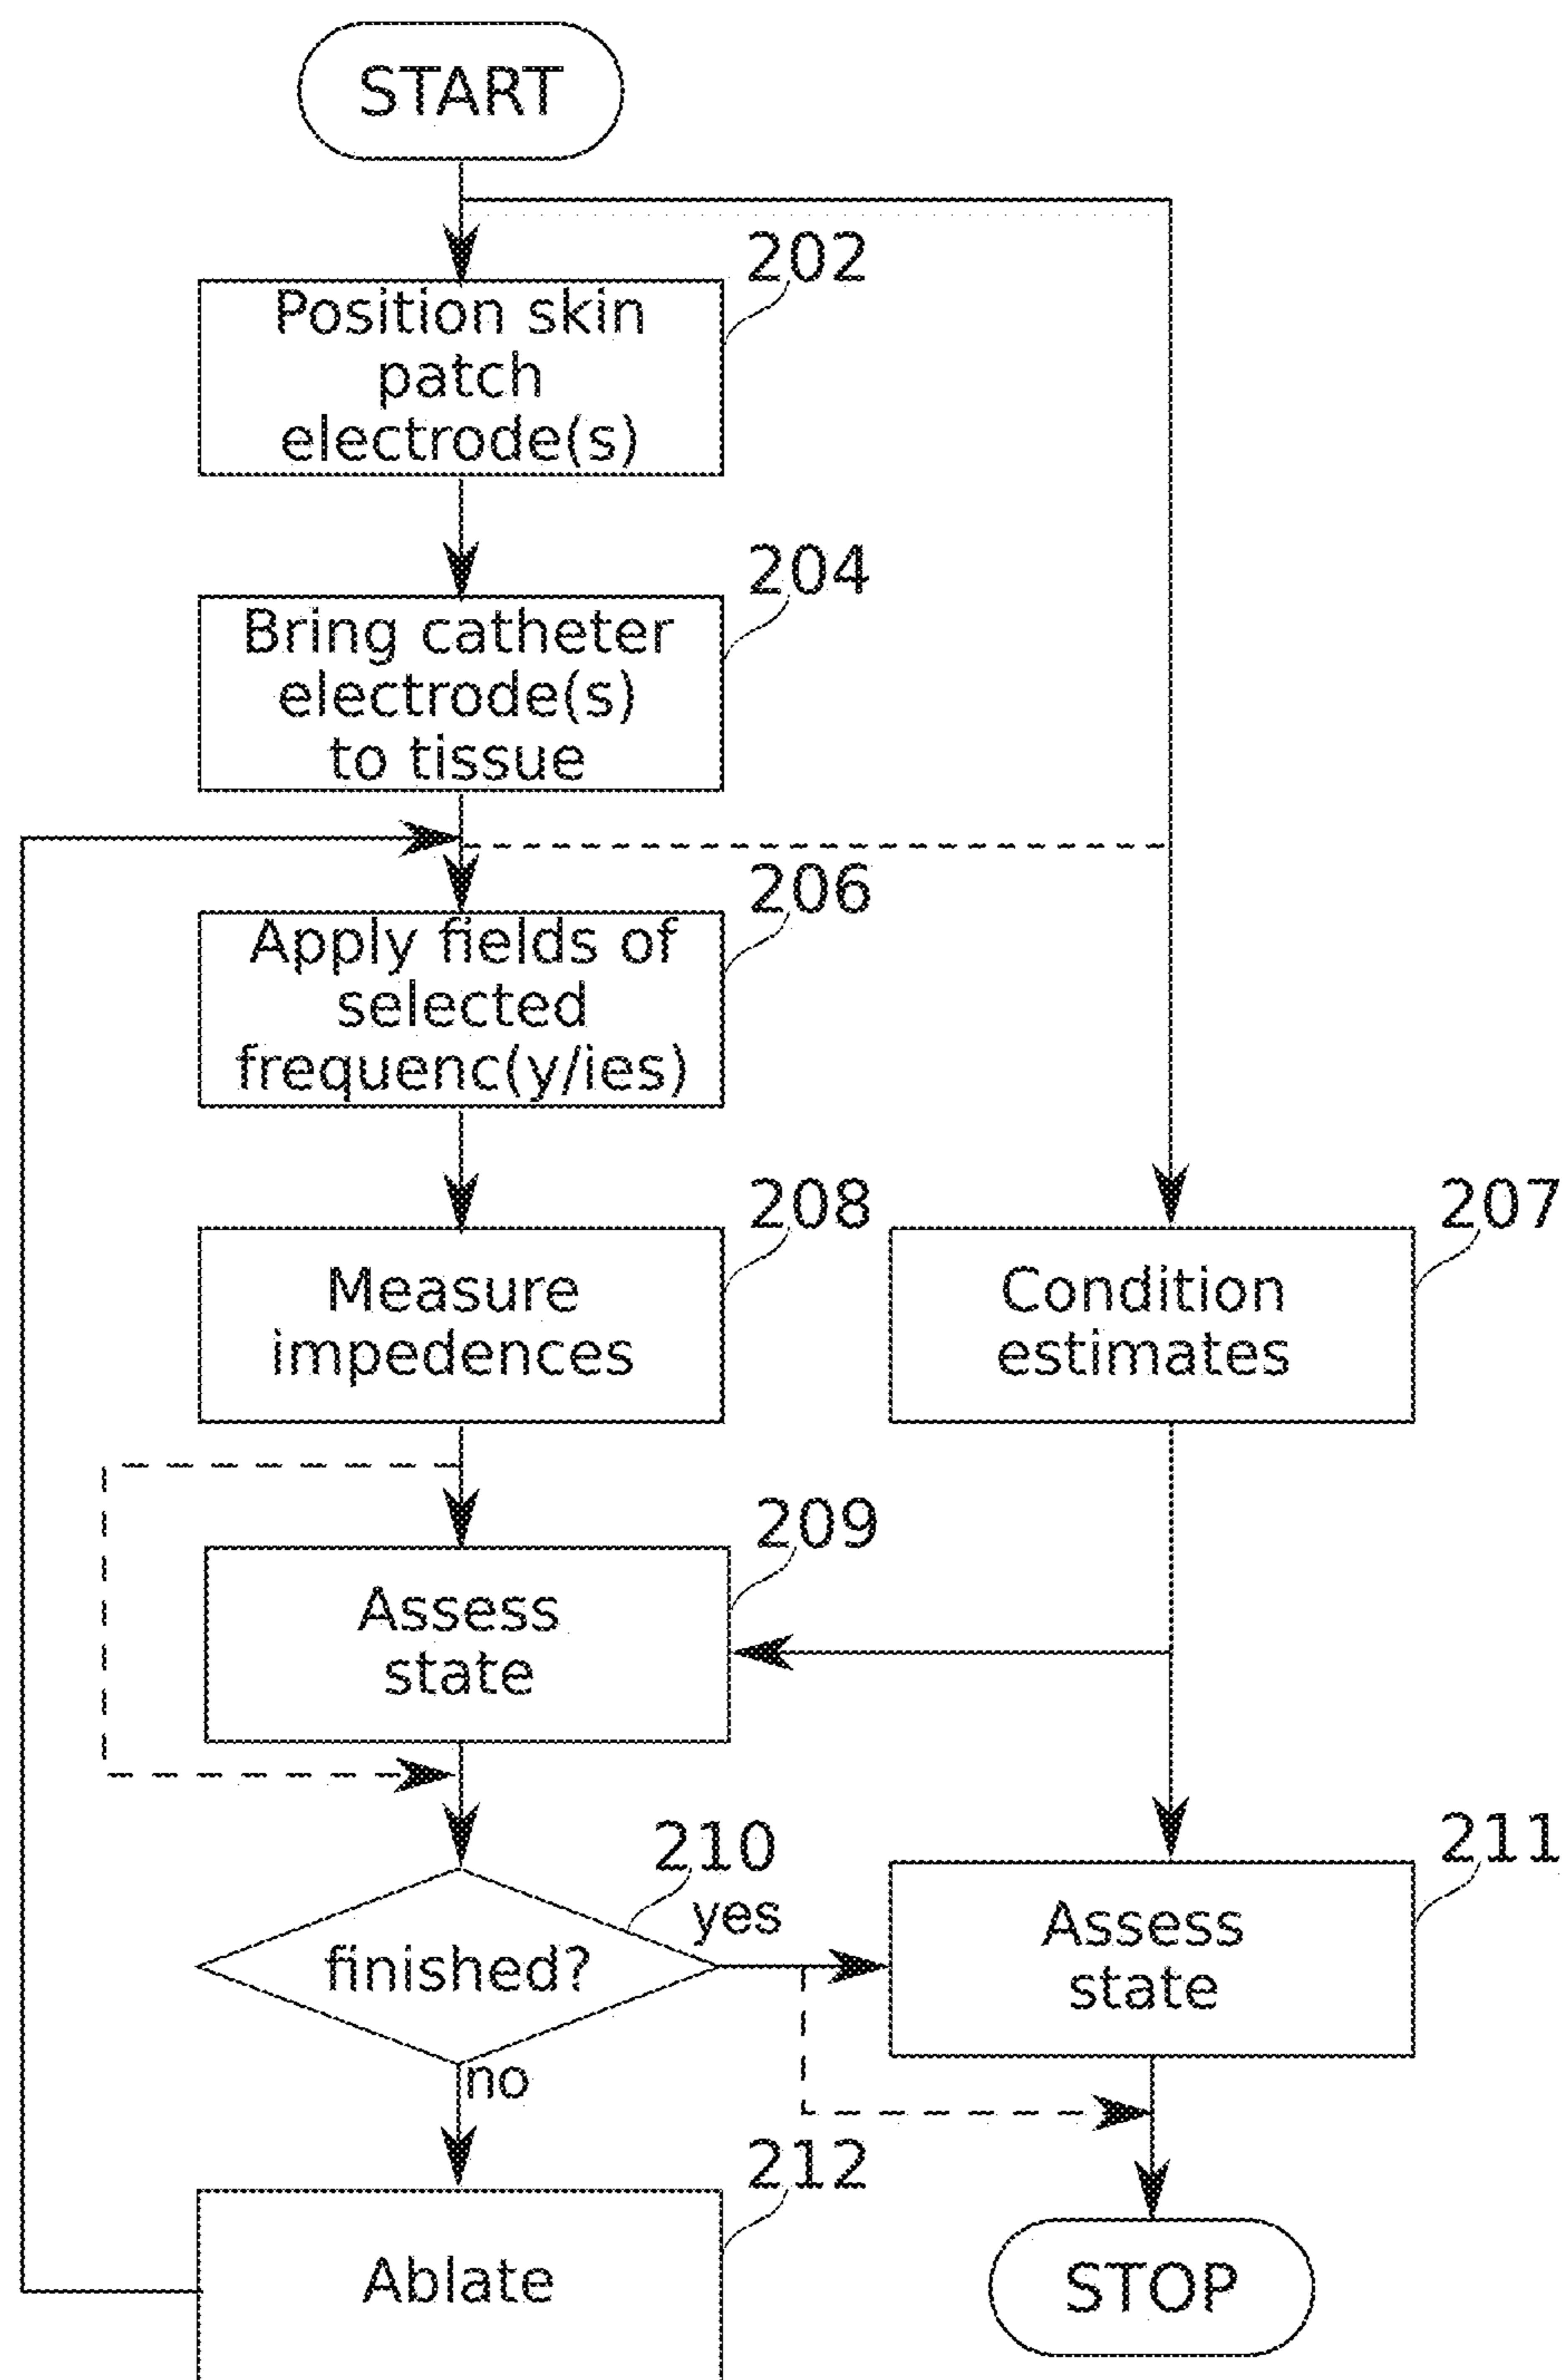 START
202
Position skin
patch
electrode(s)
204
Bring catheter
electrode(s)
to tissue
206
Apply fields of
selected
frequenc(y/ies)
208
Measure
impedences
207
Condition
estimates
209
Assess
state
210
finished?
yes
no
211
Assess
state
212
Ablate
STOP